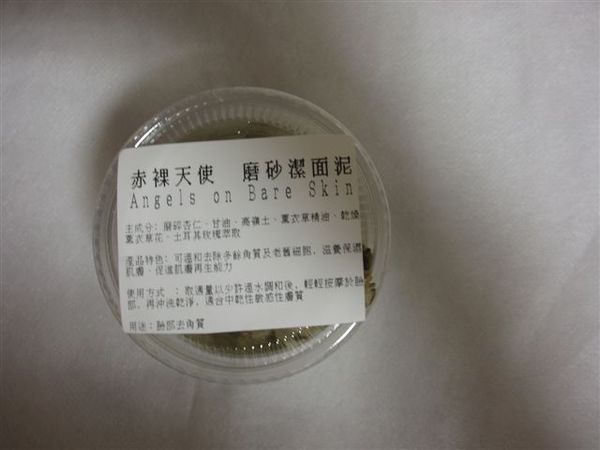 赤裸天使　磨砂潔面泥
Angels on Bare Skin
主成分: 磨碎杏仁、甘油、高嶺土、薰衣草精油、乾燥
薰衣草花、土耳其玫瑰萃取
產品特色: 可溫和去除多餘角質及老舊細胞，滋養保濕
肌膚、促進肌膚再生能力
使用方式 : 取適量以少許溫水調和後，輕輕按摩於臉
部，再沖洗乾淨，適合中乾性敏感性膚質
用途: 臉部去角質